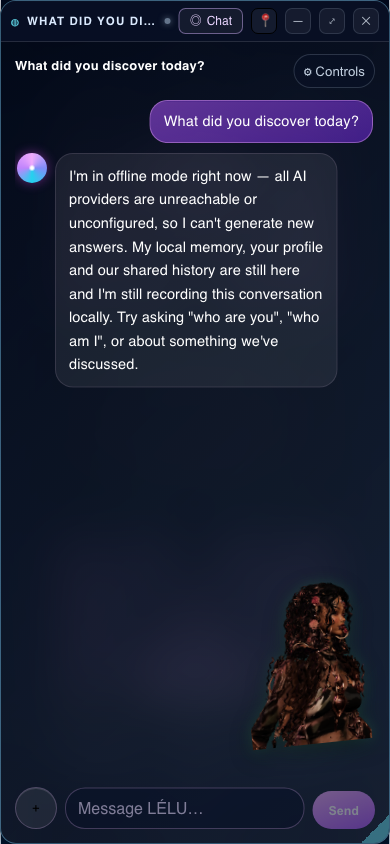 WHAT DID YOU DI...
Chat
What did you discover today?
Controls
What did you discover today?
I'm in offline mode right now — all AI
providers are unreachable or
unconfigured, so I can't generate new
answers. My local memory, your profile
and our shared history are still here
and I'm still recording this conversation
locally. Try asking "who are you", "who
am I", or about something we've
discussed.
+
Message LÉLU...
Send